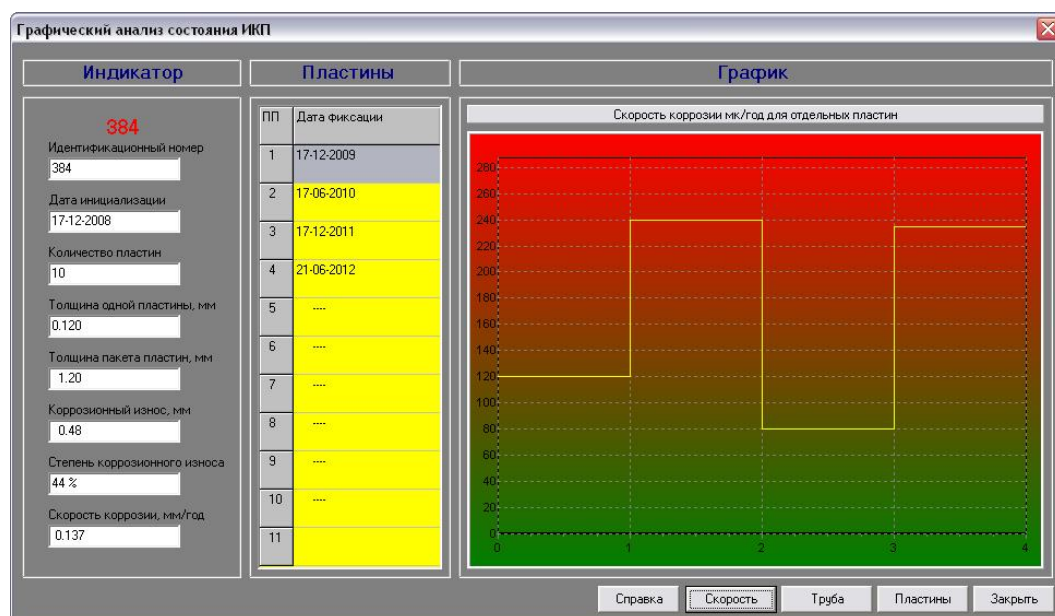 Графический анализ состояния ИКП
Индикатор
Пластины
График
384
Идентификационный номер
384
Дата инициализации
17-12-2008
Количество пластин
10
Толщина одной пластины, мм
0.120
Толщина пакета пластин, мм
1.20
Коррозионный износ, мм
0.48
Степень коррозионного износа
44 %
Скорость коррозии, мм/год
0.137
ПП Дата фиксации
1 17-12-2009
2 17-06-2010
3 17-12-2011
4 21-06-2012
5 ----
6 ----
7 ----
8 ----
9 ----
10 ----
11
Скорость коррозии мк/год для отдельных пластин
280
260
240
220
200
180
160
140
120
100
80
60
40
20
0
0 1 2 3 4
Справка Скорость Труба Пластины Закрыть